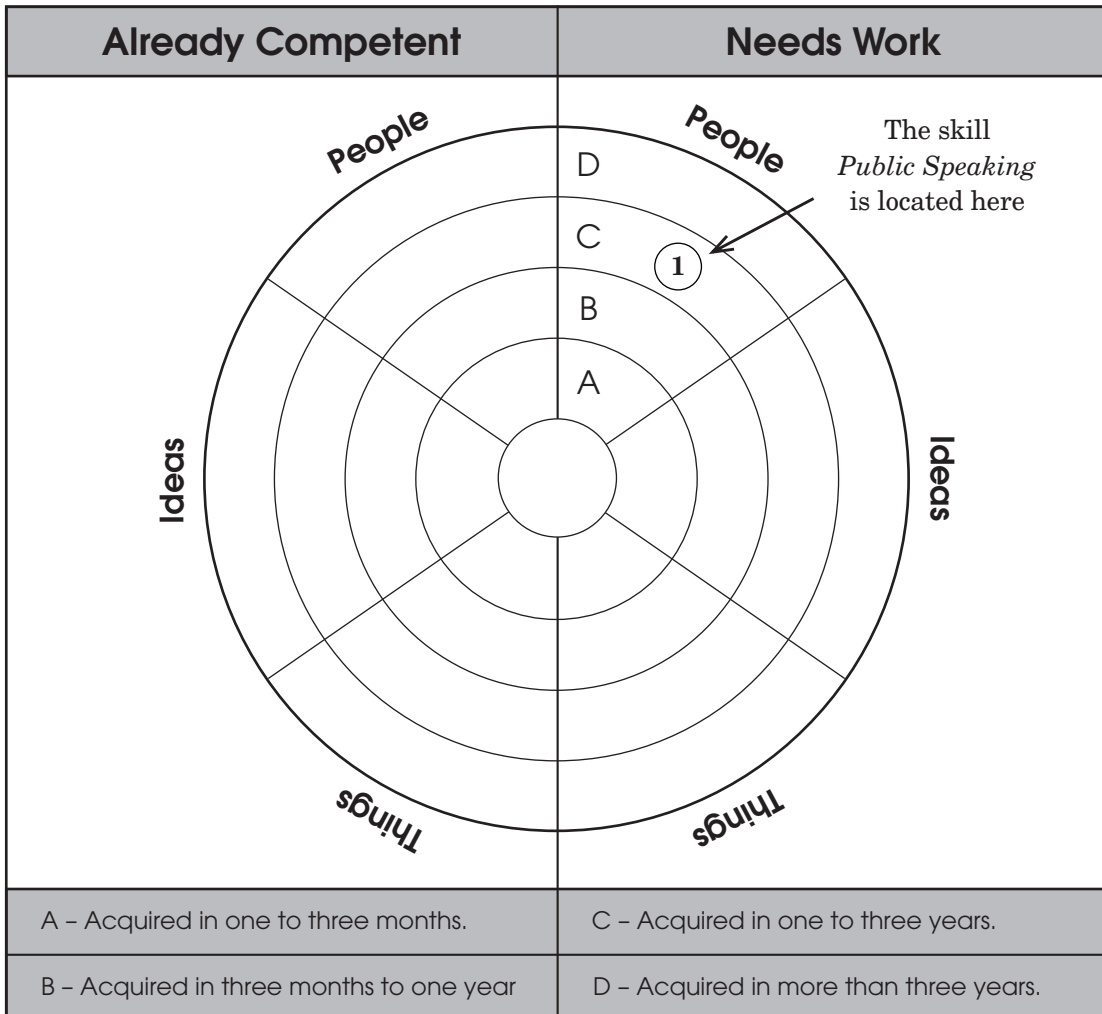 Already Competent
Needs Work
People
People
The skill
Public Speaking
is located here
D
C
1
B
A
Ideas
Ideas
Things
Things
A – Acquired in one to three months.
C – Acquired in one to three years.
B – Acquired in three months to one year
D – Acquired in more than three years.